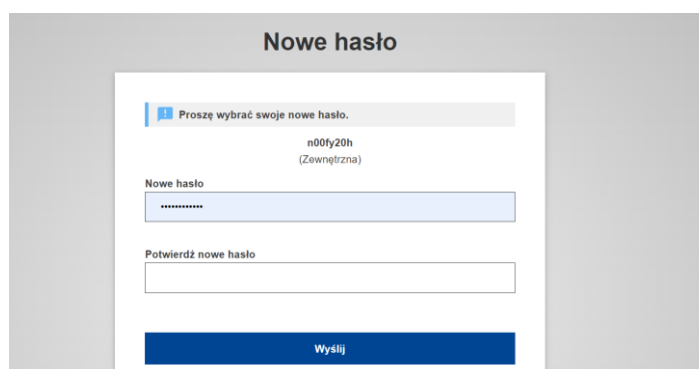 Nowe hasło
Proszę wybrać swoje nowe hasło.
n00fy20h
(Zewnętrzna)
Nowe hasło
••••••••••••
Potwierdź nowe hasło
Wyślij